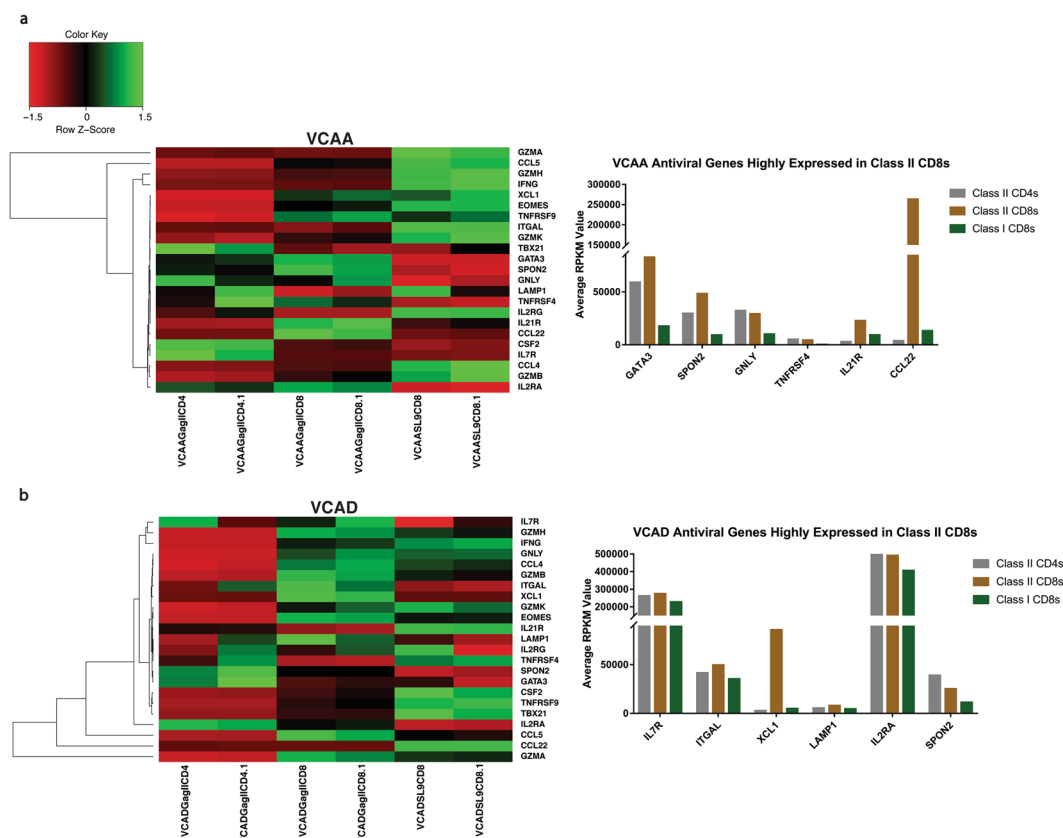 a
Color Key
−1.5 0 1.5
Row Z-Score
VCAA
GZMA
CCL5
GZMH
IFNG
XCL1
EOMES
TNFRSF9
ITGAL
GZMK
TBX21
GATA3
SPON2
GNLY
LAMP1
TNFRSF4
IL2RG
IL21R
CCL22
CSF2
IL7R
CCL4
GZMB
IL2RA
VCAAGagIICD4
VCAAGagIICD4.1
VCAAGagIICD8
VCAAGagIICD8.1
VCAASL9CD8
VCAASL9CD8.1
VCAA Antiviral Genes Highly Expressed in Class II CD8s
Average RPKM Value
300000
250000
200000
150000
100000
50000
0
GATA3
SPON2
GNLY
TNFRSF4
IL21R
CCL22
Class II CD4s
Class II CD8s
Class I CD8s
b
VCAD
IL7R
GZMH
IFNG
GNLY
CCL4
GZMB
ITGAL
XCL1
GZMK
EOMES
IL21R
LAMP1
IL2RG
TNFRSF4
SPON2
GATA3
CSF2
TNFRSF9
TBX21
IL2RA
CCL5
CCL22
GZMA
VCADGagIICD4
VCADGagIICD4.1
VCADGagIICD8
VCADGagIICD8.1
VCADSL9CD8
VCADSL9CD8.1
VCAD Antiviral Genes Highly Expressed in Class II CD8s
Average RPKM Value
500000
400000
300000
200000
100000
50000
0
IL7R
ITGAL
XCL1
LAMP1
IL2RA
SPON2
Class II CD4s
Class II CD8s
Class I CD8s